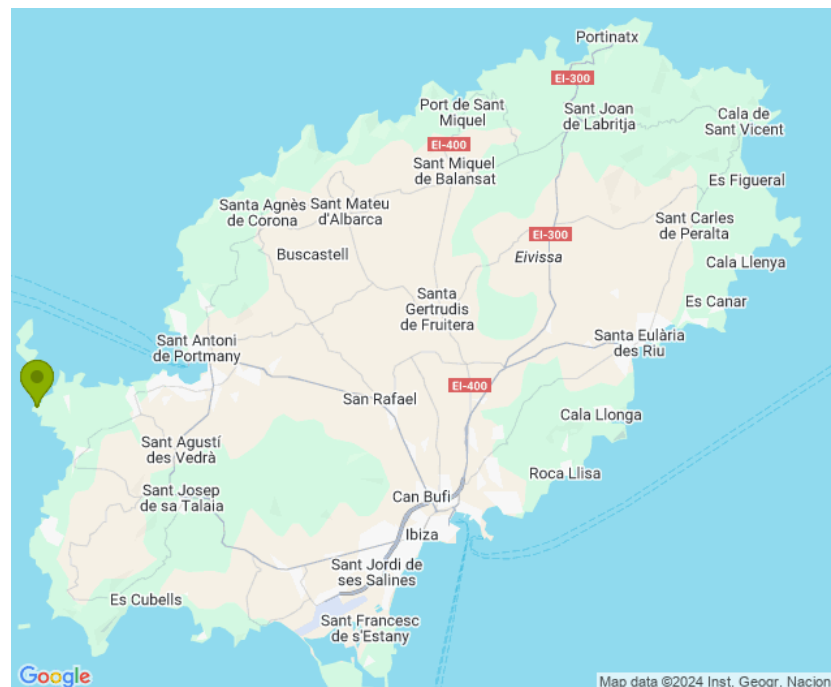 Portinatx
EI-300
Port de Sant
Miquel
Sant Joan
de Labritja
Cala de
Sant Vicent
EI-400
Sant Miquel
de Balansat
Es Figueral
Santa Agnès
de Corona
Sant Mateu
d'Albarca
Sant Carles
de Peralta
EI-300
Buscastell
Eivissa
Cala Llenya
Santa
Gertrudis
de Fruitera
Es Canar
Sant Antoni
de Portmany
Santa Eulària
des Riu
EI-400
San Rafael
Cala Llonga
Sant Agustí
des Vedrà
Roca Llisa
Sant Josep
de sa Talaia
Can Bufi
Ibiza
Sant Jordi de
ses Salines
Es Cubells
Sant Francesc
de s'Estany
Google
Map data ©2024 Inst. Geogr. Nacion